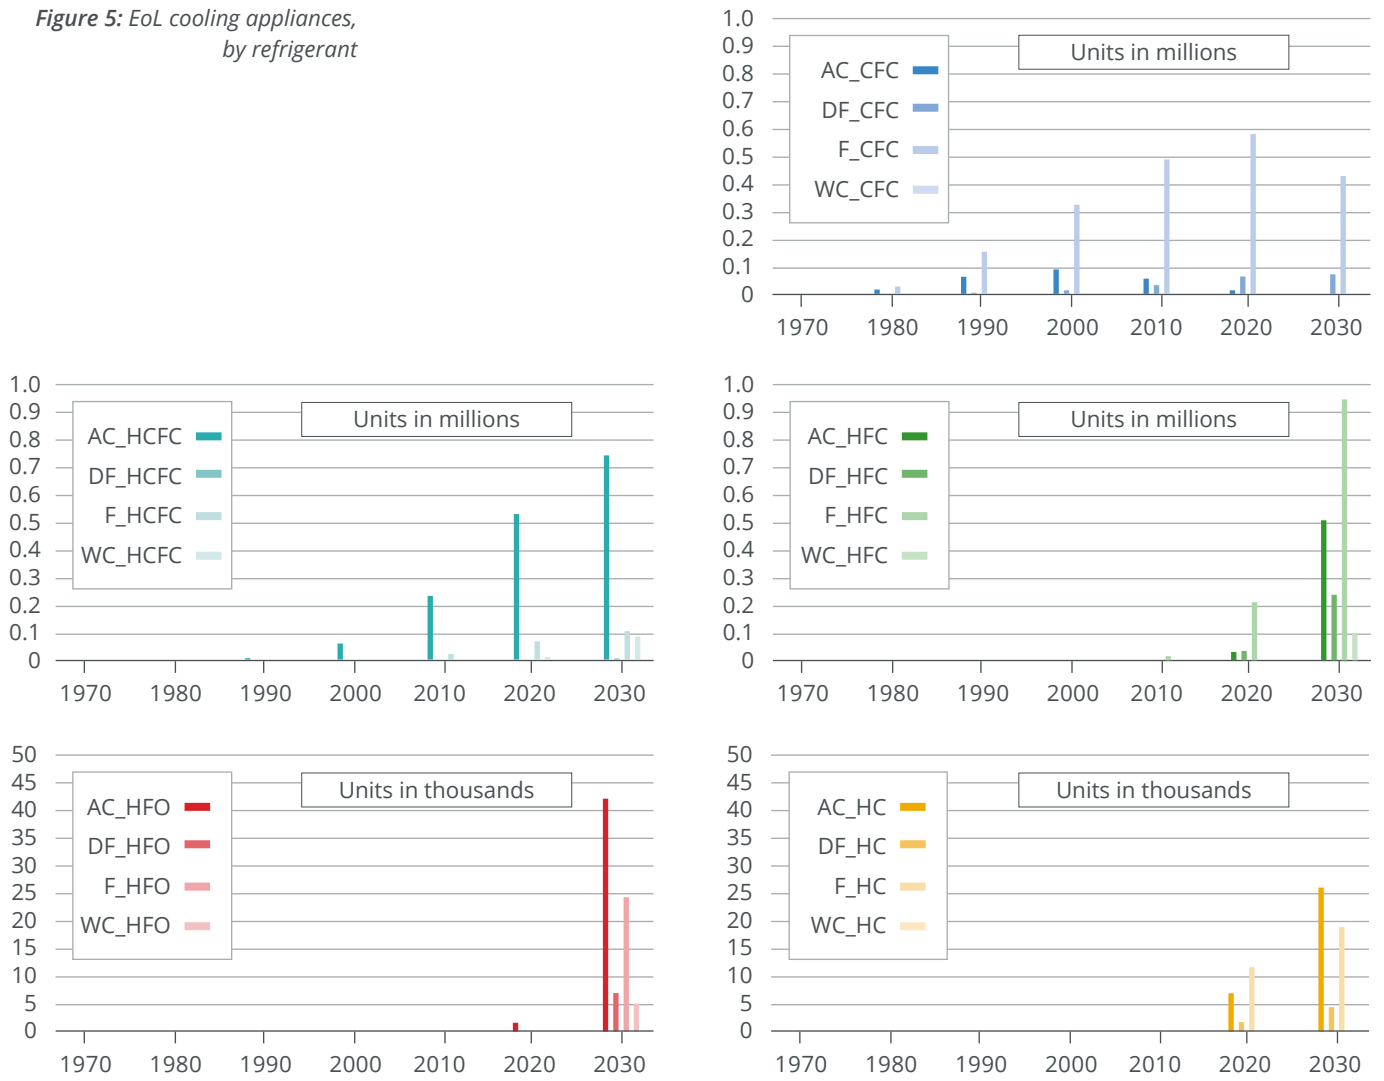 Figure 5: EoL cooling appliances,
by refrigerant
1.0
0.9
0.8
0.7
0.6
0.5
0.4
0.3
0.2
0.1
0
Units in millions
AC_CFC
DF_CFC
F_CFC
WC_CFC
1970 1980 1990 2000 2010 2020 2030
1.0
0.9
0.8
0.7
0.6
0.5
0.4
0.3
0.2
0.1
0
Units in millions
AC_HCFC
DF_HCFC
F_HCFC
WC_HCFC
1970 1980 1990 2000 2010 2020 2030
1.0
0.9
0.8
0.7
0.6
0.5
0.4
0.3
0.2
0.1
0
Units in millions
AC_HFC
DF_HFC
F_HFC
WC_HFC
1970 1980 1990 2000 2010 2020 2030
50
45
40
35
30
25
20
15
10
5
0
Units in thousands
AC_HFO
DF_HFO
F_HFO
WC_HFO
1970 1980 1990 2000 2010 2020 2030
50
45
40
35
30
25
20
15
10
5
0
Units in thousands
AC_HC
DF_HC
F_HC
WC_HC
1970 1980 1990 2000 2010 2020 2030